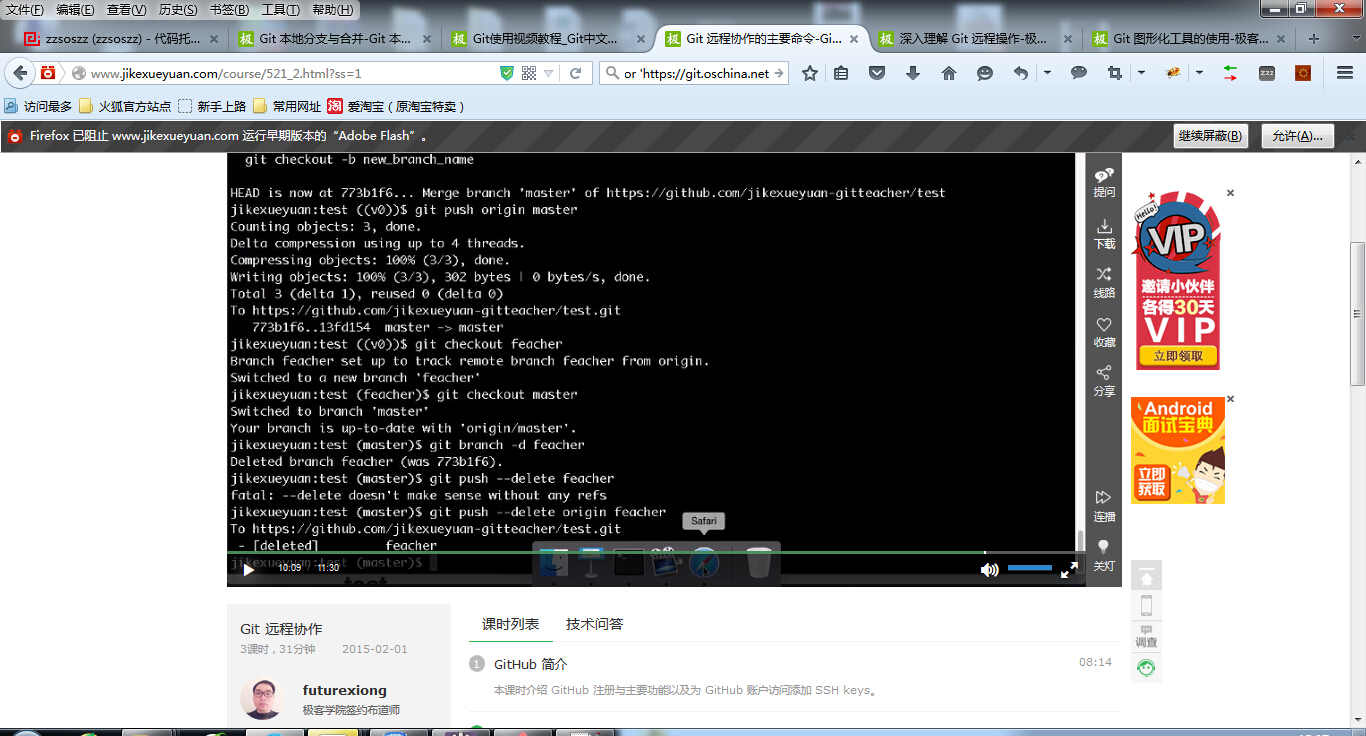 文件(F) 编辑(E) 查看(V) 历史(S) 书签(B) 工具(T) 帮助(H)
zzsoszz (zzsoszz) - 代码托... Git 本地分支与合并-Git 本... Git使用视频教程_Git中文... Git 远程协作的主要命令-Gi... 深入理解 Git 远程操作-极... Git 图形化工具的使用-极客...
www.jikexueyuan.com/course/521_2.html?ss=1 or 'https://git.oschina.net
访问最多 火狐官方站点 新手上路 常用网址 淘 爱淘宝（原淘宝特卖）
Firefox 已阻止 www.jikexueyuan.com 运行早期版本的“Adobe Flash”。 继续屏蔽(B) 允许(A)...
git checkout -b new_branch_name
HEAD is now at 773b1f6... Merge branch 'master' of https://github.com/jikexueyuan-gitteacher/test
jikexueyuan:test ((v0))$ git push origin master
Counting objects: 3, done.
Delta compression using up to 4 threads.
Compressing objects: 100% (3/3), done.
Writing objects: 100% (3/3), 302 bytes | 0 bytes/s, done.
Total 3 (delta 1), reused 0 (delta 0)
To https://github.com/jikexueyuan-gitteacher/test.git
773b1f6..13fd154 master -> master
jikexueyuan:test ((v0))$ git checkout feacher
Branch feacher set up to track remote branch feacher from origin.
Switched to a new branch 'feacher'
jikexueyuan:test (feacher)$ git checkout master
Switched to branch 'master'
Your branch is up-to-date with 'origin/master'.
jikexueyuan:test (master)$ git branch -d feacher
Deleted branch feacher (was 773b1f6).
jikexueyuan:test (master)$ git push --delete feacher
fatal: --delete doesn't make sense without any refs
jikexueyuan:test (master)$ git push --delete origin feacher
To https://github.com/jikexueyuan-gitteacher/test.git
- [deleted] feacher
jikexueyuan:test (master)$
Safari
10:09 11:30
提问
下载
线路
收藏
分享
连播
关灯
Hello!
VIP
邀请小伙伴
各得30天
VIP
立即领取
Android
面试宝典
立即
获取
调查
Git 远程协作
3课时，31分钟 2015-02-01
futurexiong
极客学院签约布道师
课时列表 技术问答
1 GitHub 简介 08:14
本课时介绍 GitHub 注册与主要功能以及为 GitHub 账户访问添加 SSH keys。